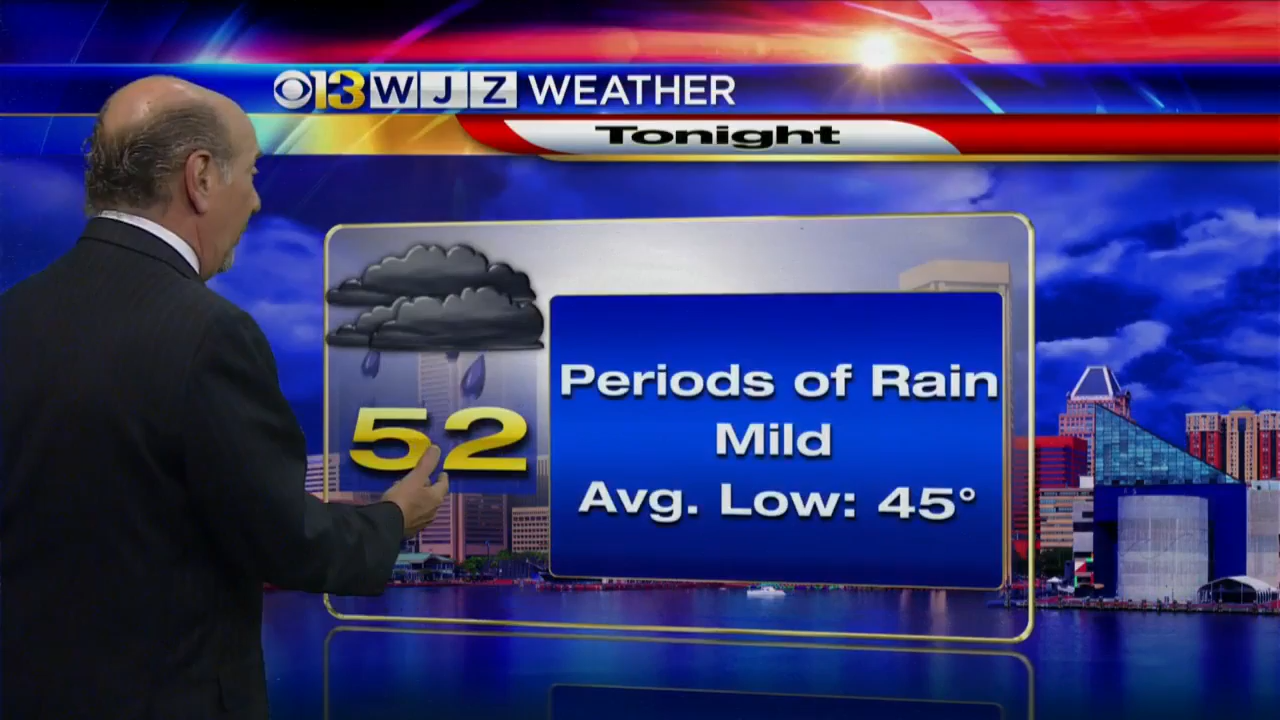 13 WJZ WEATHER
Tonight
52
Periods of Rain
Mild
Avg. Low: 45°